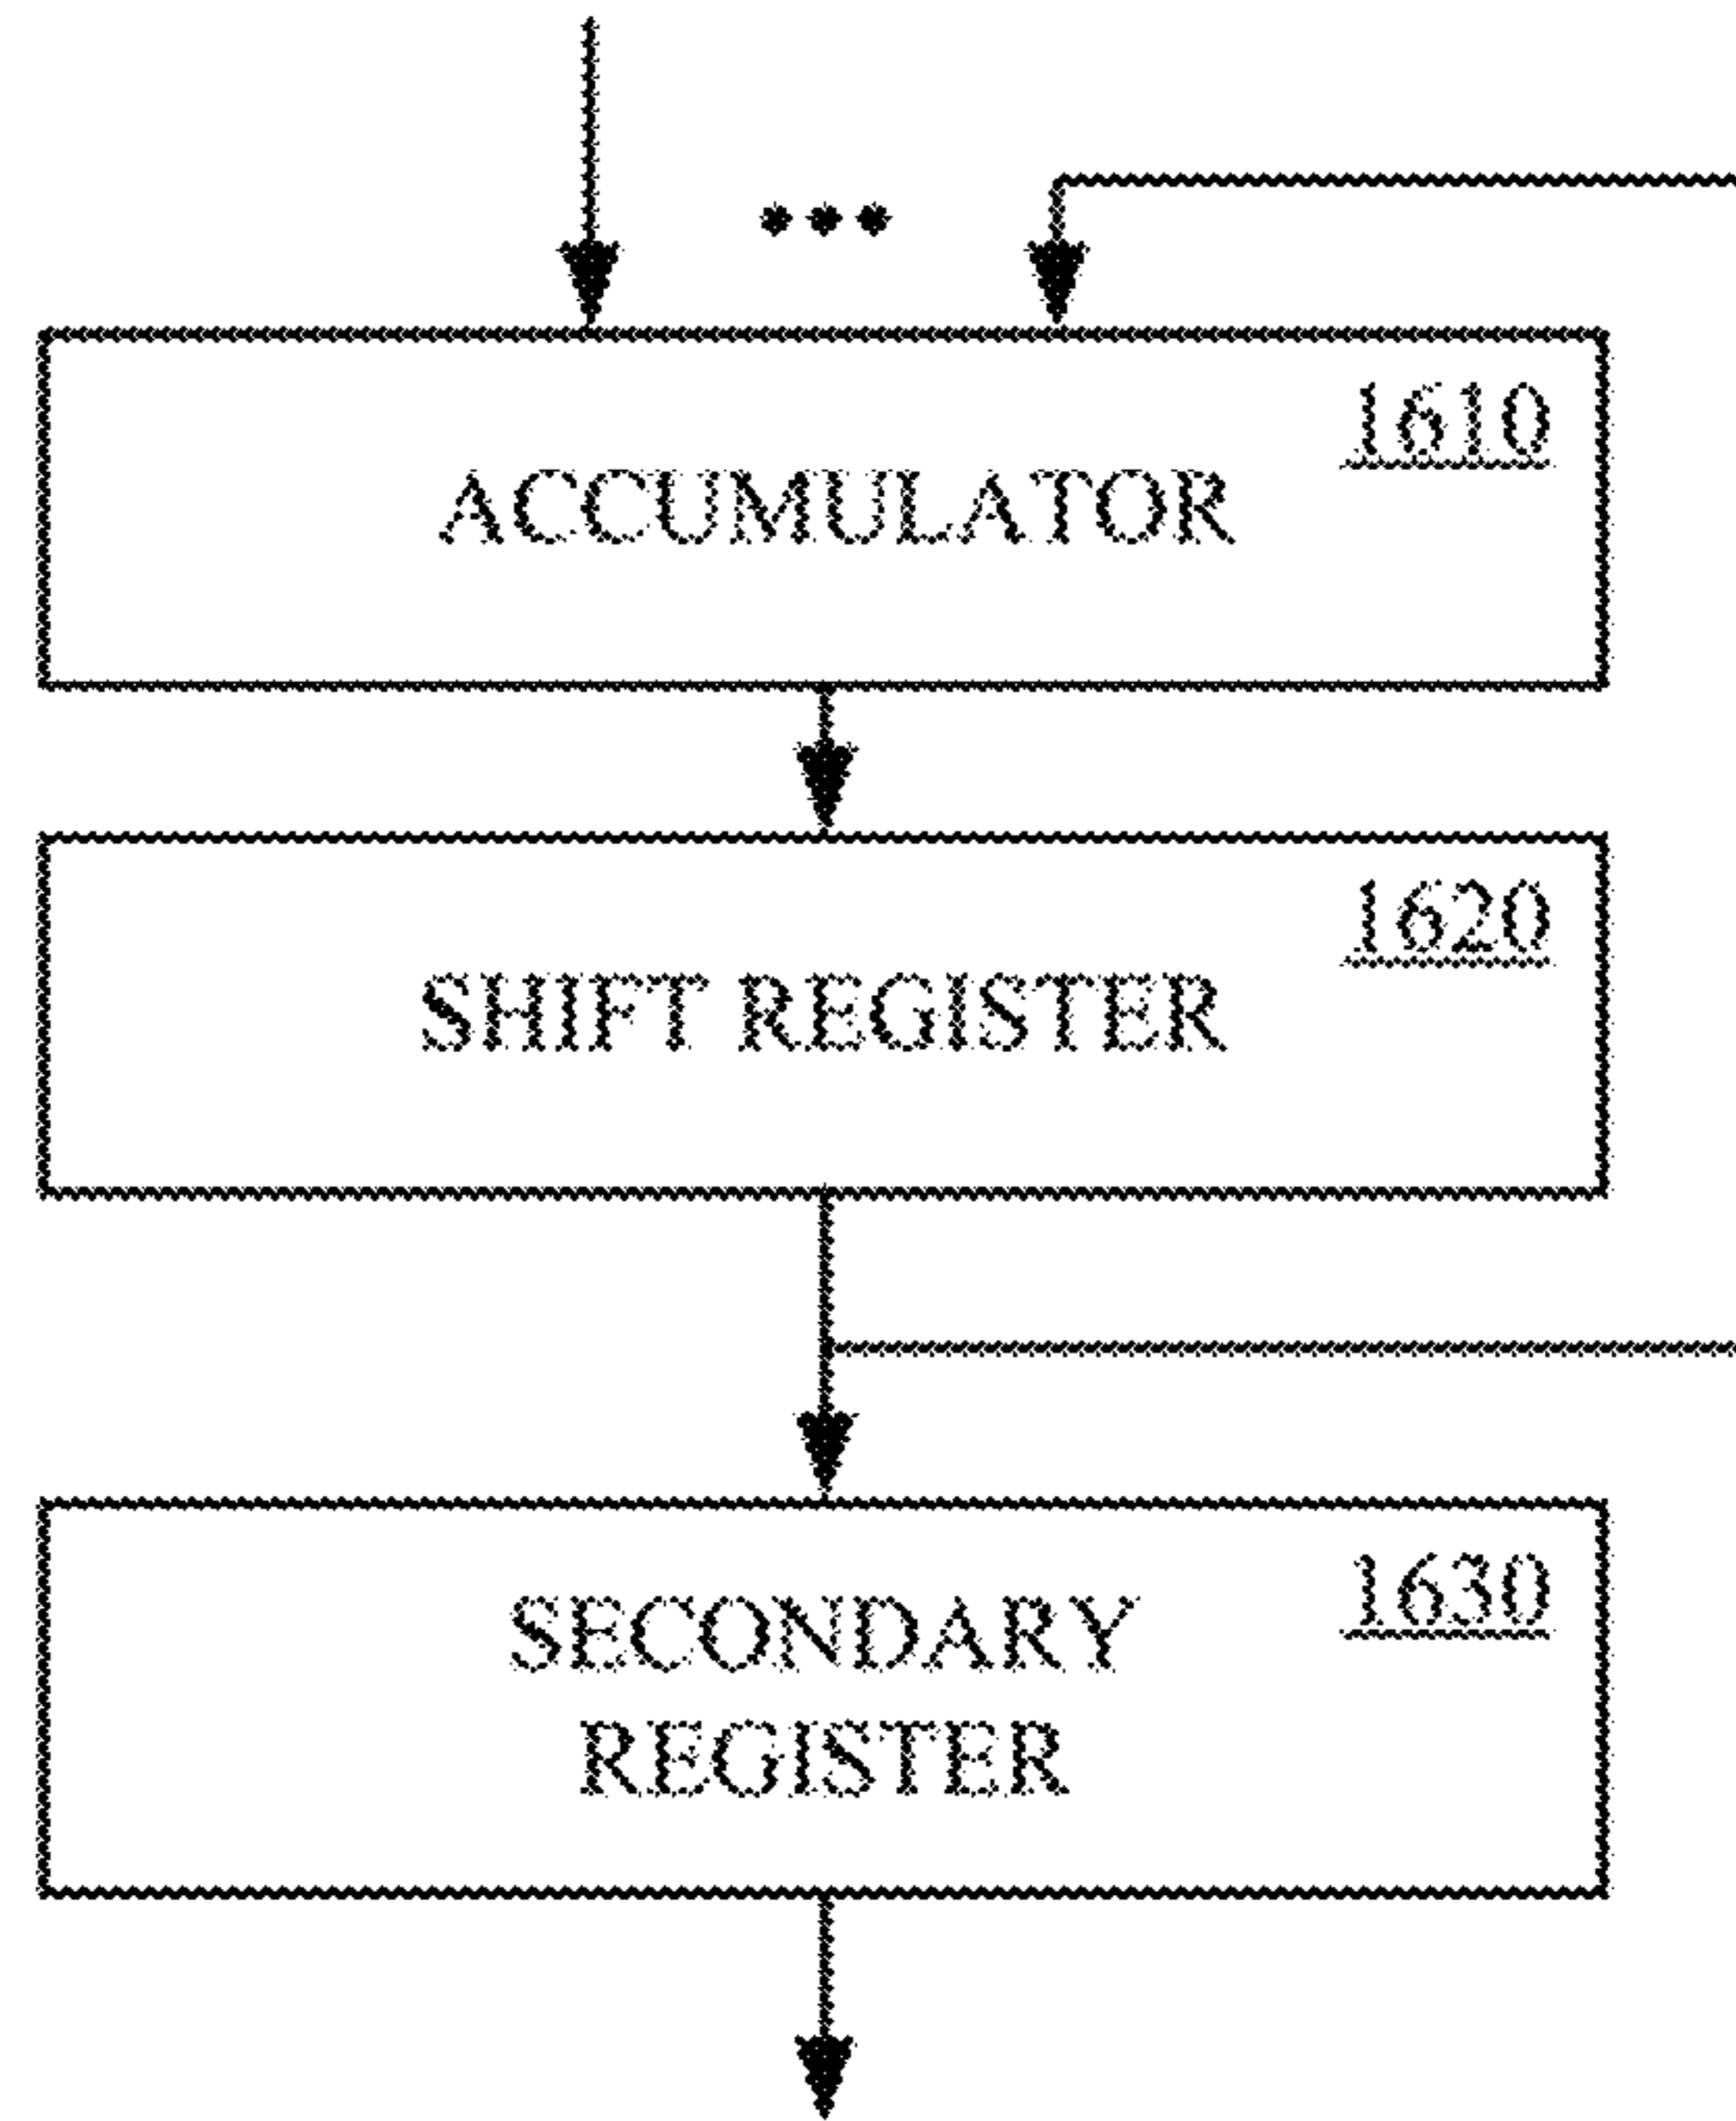 1610
ACCUMULATOR
1620
SHIFT REGISTER
1630
SECONDARY
REGISTER